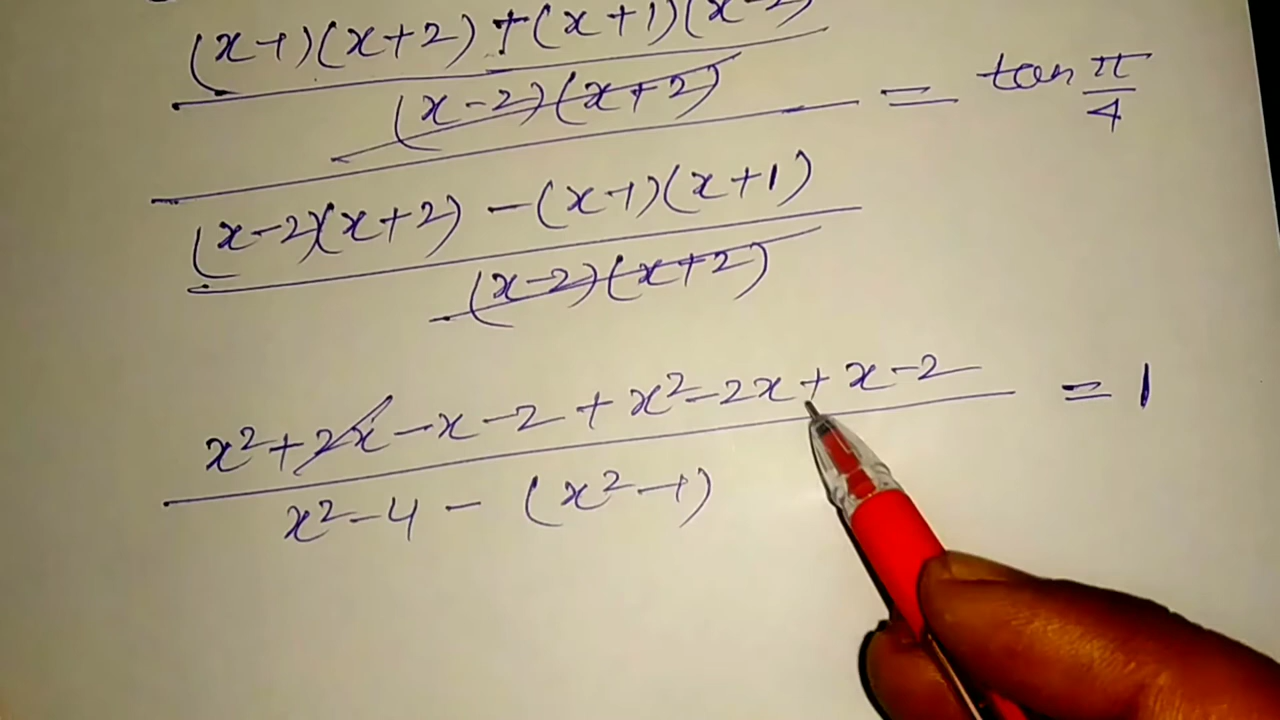 (x-1)(x+2) + (x+1)(x-2)
(x-2)(x+2)
= tan π/4
(x-2)(x+2) - (x-1)(x+1)
(x-2)(x+2)
x² + 2x - x - 2 + x² - 2x + x - 2 = 1
x² - 4 - (x² - 1)